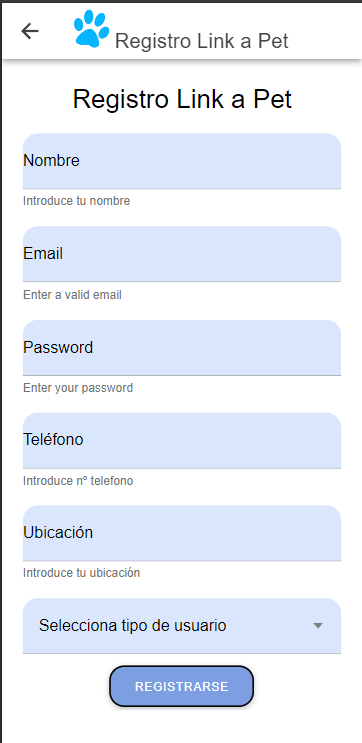 Registro Link a Pet
Registro Link a Pet
Nombre
Introduce tu nombre
Email
Enter a valid email
Password
Enter your password
Teléfono
Introduce nº telefono
Ubicación
Introduce tu ubicación
Selecciona tipo de usuario
REGISTRARSE